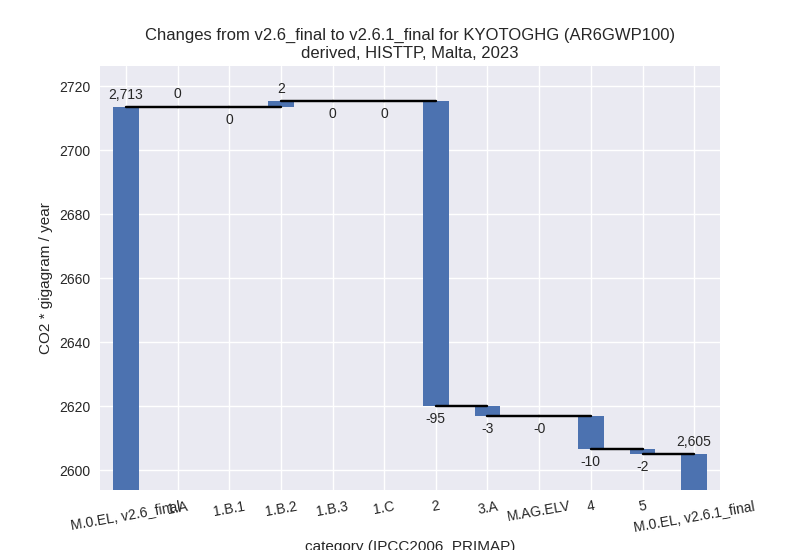 Changes from v2.6_final to v2.6.1_final for KYOTOGHG (AR6GWP100)
derived, HISTTP, Malta, 2023
CO2 * gigagram / year
2720
2700
2680
2660
2640
2620
2600
2,713
0
0
2
0
0
-95
-3
-0
-10
-2
2,605
M.0.EL, v2.6_final
1.A
1.B.1
1.B.2
1.B.3
1.C
2
3.A
M.AG.ELV
4
5
M.0.EL, v2.6.1_final
category (IPCC2006_PRIMAP)